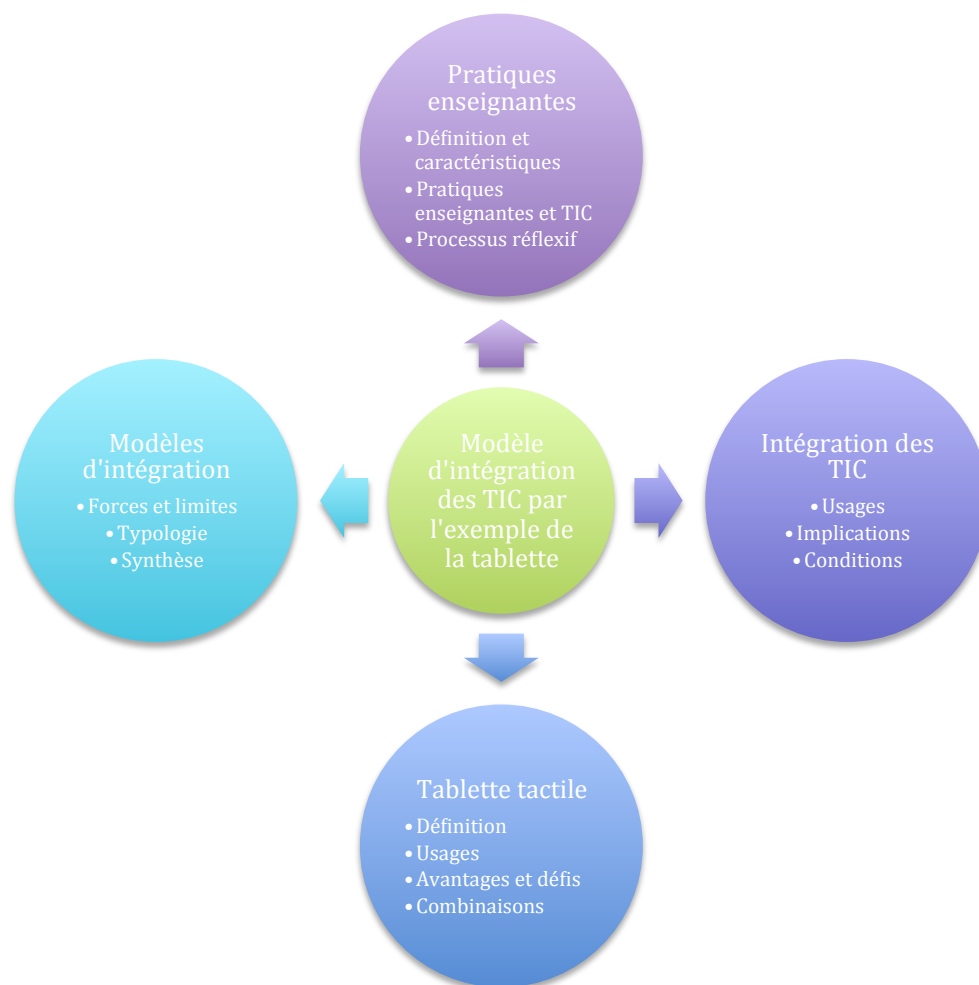 Pratiques
enseignantes
• Définition et
caractéristiques
• Pratiques
enseignantes et TIC
• Processus réflexif
Modèles
d'intégration
• Forces et limites
• Typologie
• Synthèse
Modèle
d'intégration
des TIC par
l'exemple de
la tablette
Intégration des
TIC
• Usages
• Implications
• Conditions
Tablette tactile
• Définition
• Usages
• Avantages et défis
• Combinaisons